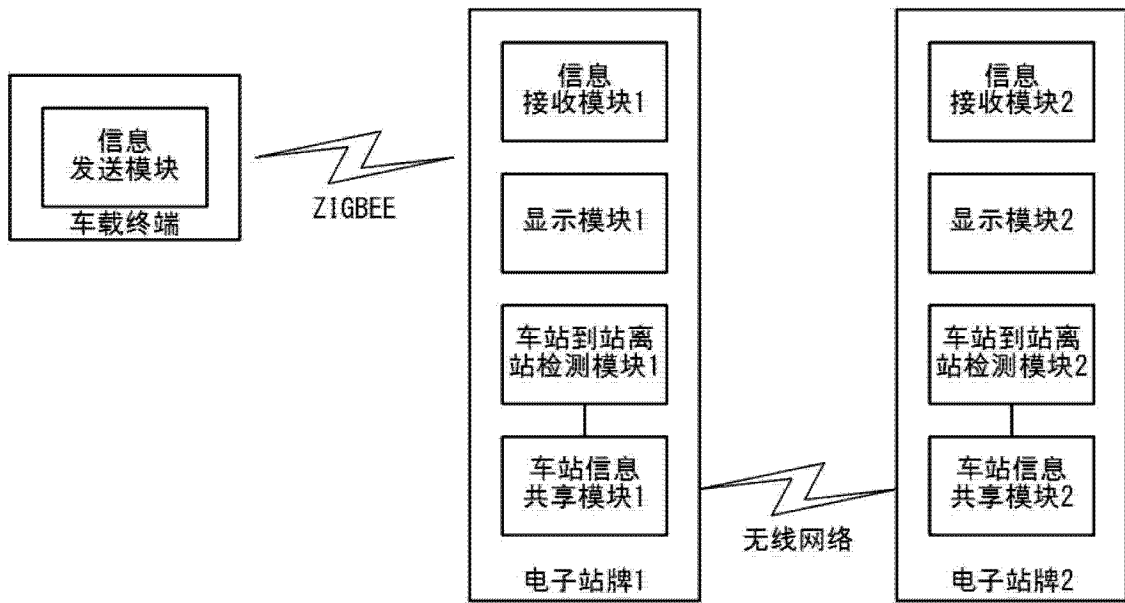 信息
发送模块
车载终端
ZIGBEE
信息
接收模块1
显示模块1
车站到站离
站检测模块1
车站信息
共享模块1
电子站牌1
无线网络
信息
接收模块2
显示模块2
车站到站离
站检测模块2
车站信息
共享模块2
电子站牌2